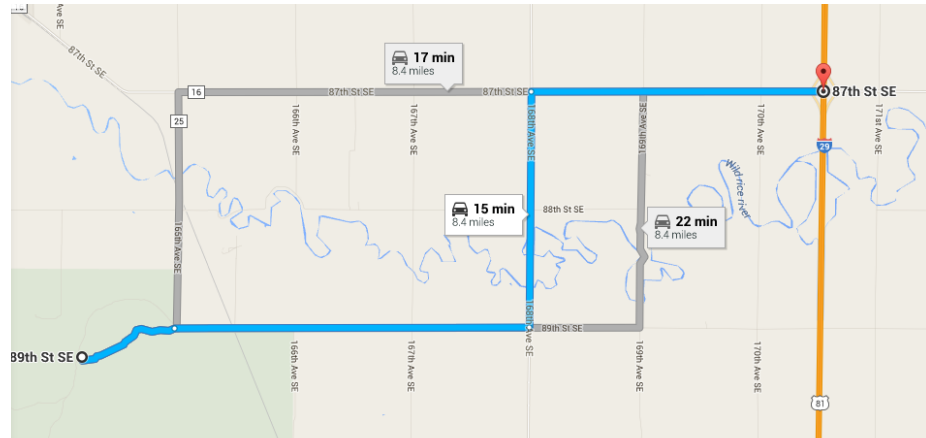 87th St SE
17 min
8.4 miles
16
87th St SE
87th St SE
87th St SE
25
166th Ave SE
167th Ave SE
168th Ave SE
169th Ave SE
170th Ave SE
171st Ave SE
29
Wild rice river
15 min
8.4 miles
88th St SE
22 min
8.4 miles
165th Ave SE
168th Ave SE
89th St SE
89th St SE
166th Ave SE
167th Ave SE
169th Ave SE
170th Ave SE
81